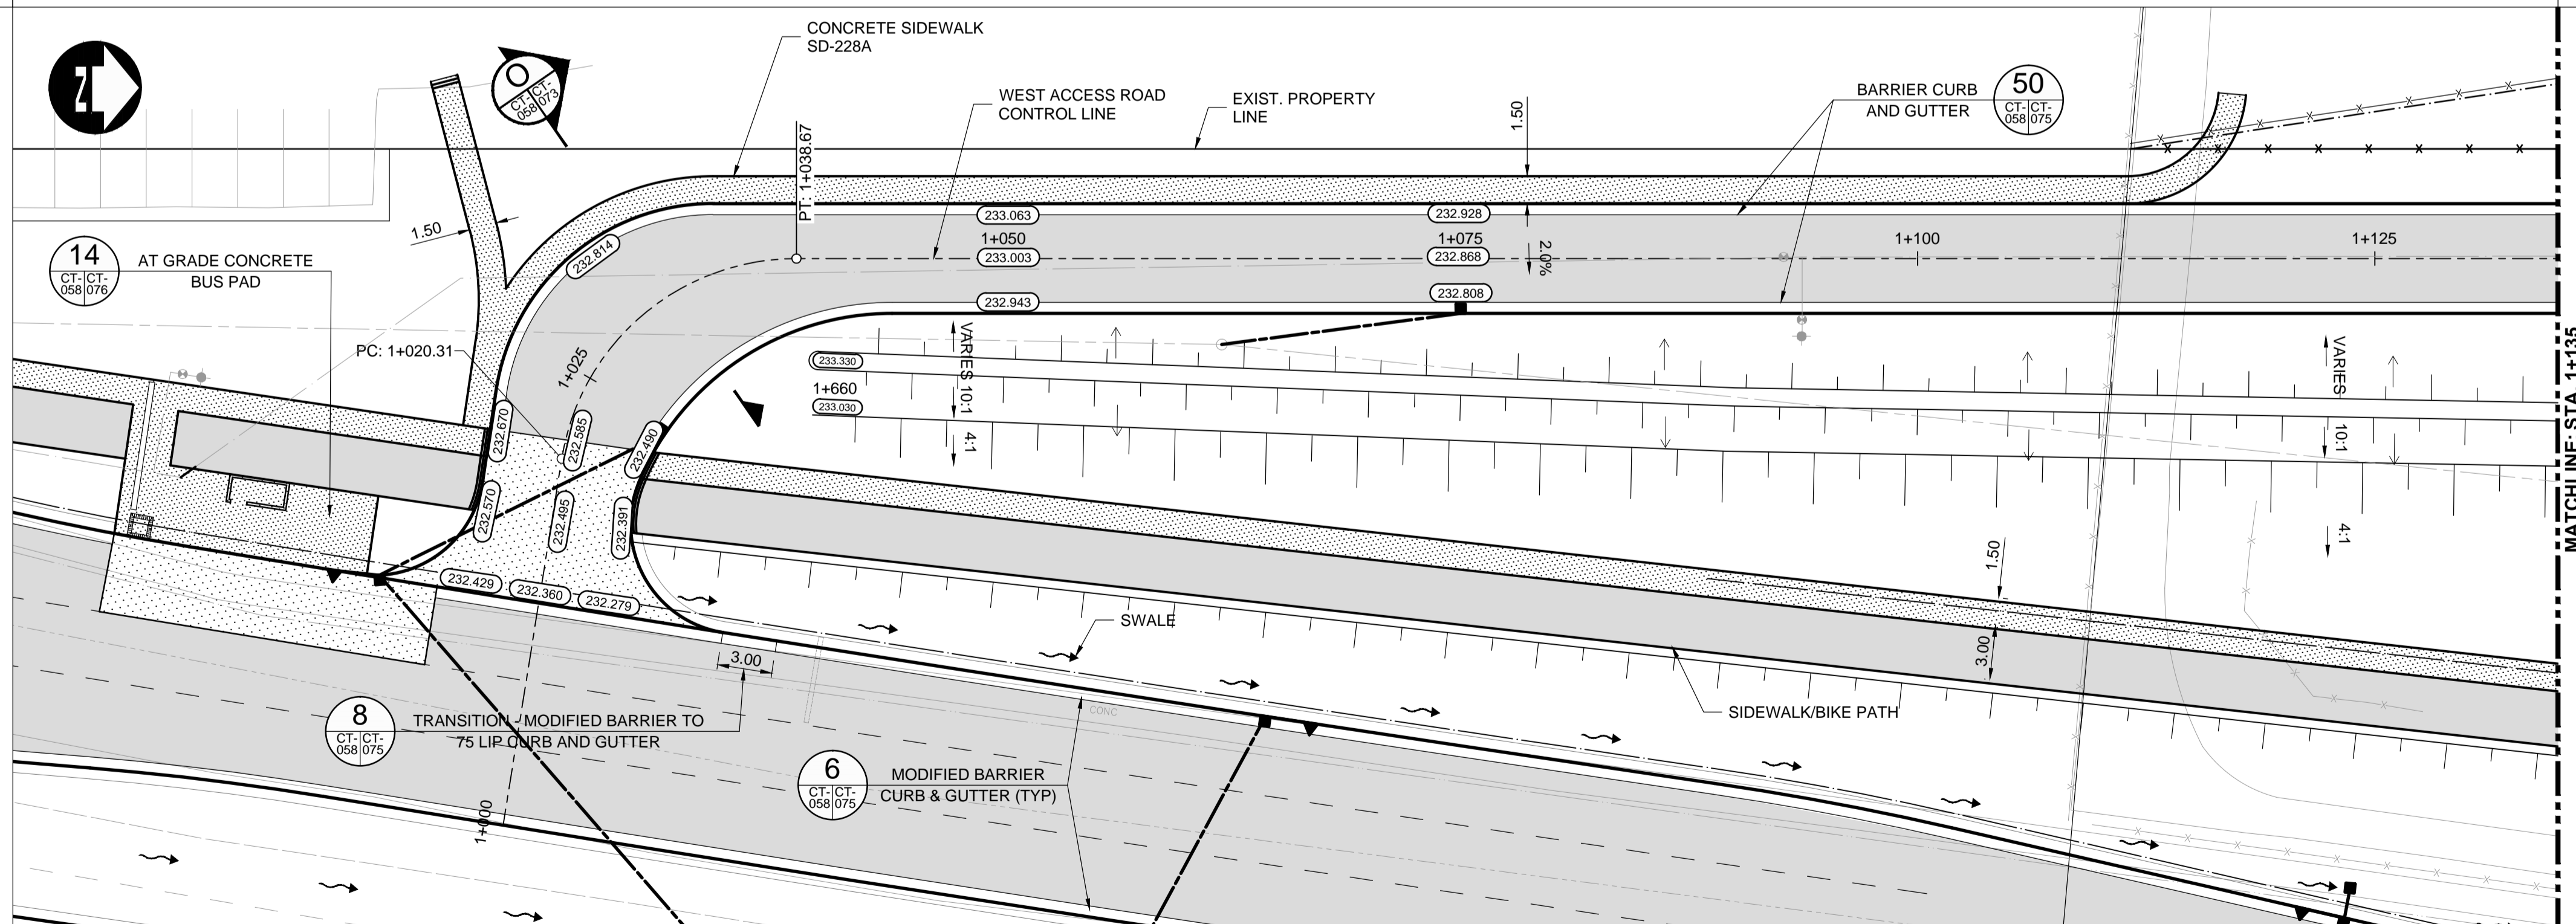 N
O
CT-
058
CT-
073
CONCRETE SIDEWALK
SD-228A
WEST ACCESS ROAD
CONTROL LINE
EXIST. PROPERTY
LINE
1.50
BARRIER CURB
AND GUTTER
50
CT-
058
CT-
075
PT: 1+038.67
1.50
14
CT-
058
CT-
076
AT GRADE CONCRETE
BUS PAD
232.814
233.063
1+050
233.003
232.943
232.928
1+075
232.868
232.808
2.0%
1+100
1+125
PC: 1+020.31
1+025
233.330
1+660
233.030
VARIES
10:1
4:1
VARIES
10:1
4:1
MATCHLINE: STA. 1+135
232.670
232.585
232.490
232.570
232.495
232.391
232.429
232.360
232.279
1.50
3.00
SWALE
3.00
SIDEWALK/BIKE PATH
CONC
8
CT-
058
CT-
075
TRANSITION - MODIFIED BARRIER TO
75 LIP CURB AND GUTTER
6
CT-
058
CT-
075
MODIFIED BARRIER
CURB & GUTTER (TYP)
1+000